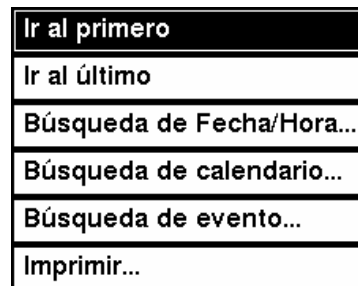 Ir al primero
Ir al último
Búsqueda de Fecha/Hora...
Búsqueda de calendario...
Búsqueda de evento...
Imprimir...